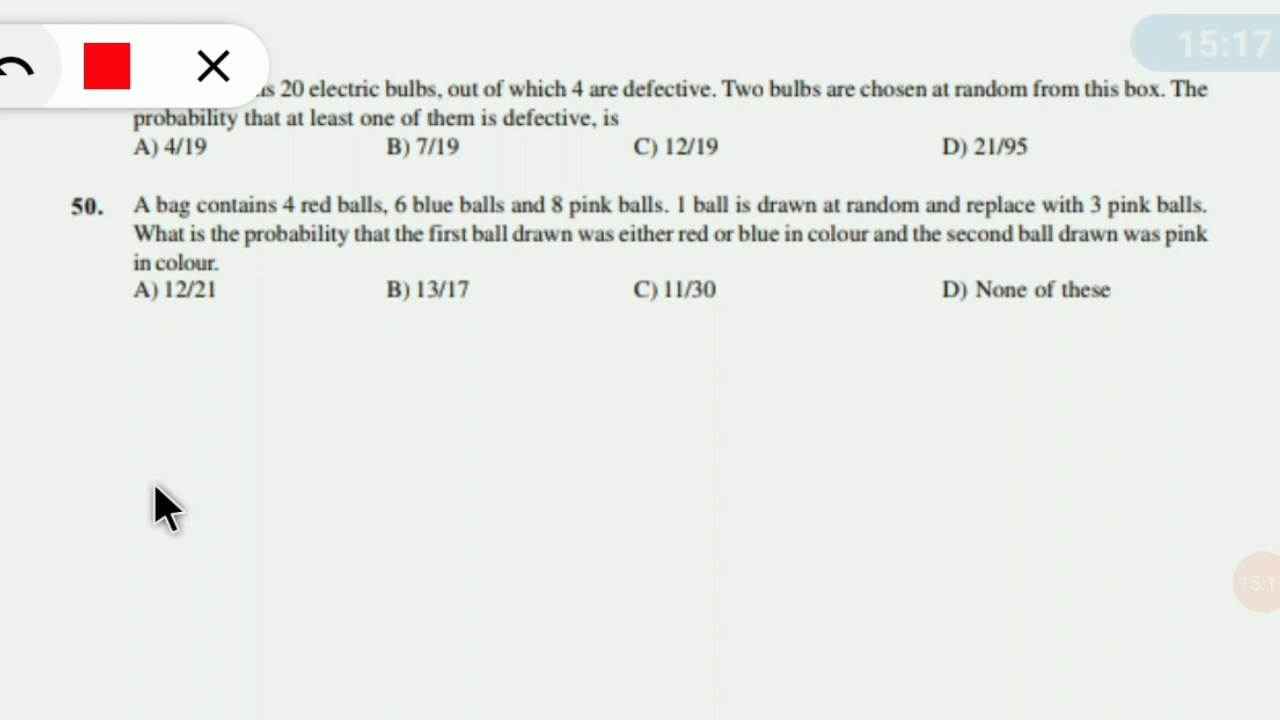 15:17
20 electric bulbs, out of which 4 are defective. Two bulbs are chosen at random from this box. The
probability that at least one of them is defective, is
A) 4/19 B) 7/19 C) 12/19 D) 21/95
50. A bag contains 4 red balls, 6 blue balls and 8 pink balls. 1 ball is drawn at random and replace with 3 pink balls.
What is the probability that the first ball drawn was either red or blue in colour and the second ball drawn was pink
in colour.
A) 12/21 B) 13/17 C) 11/30 D) None of these